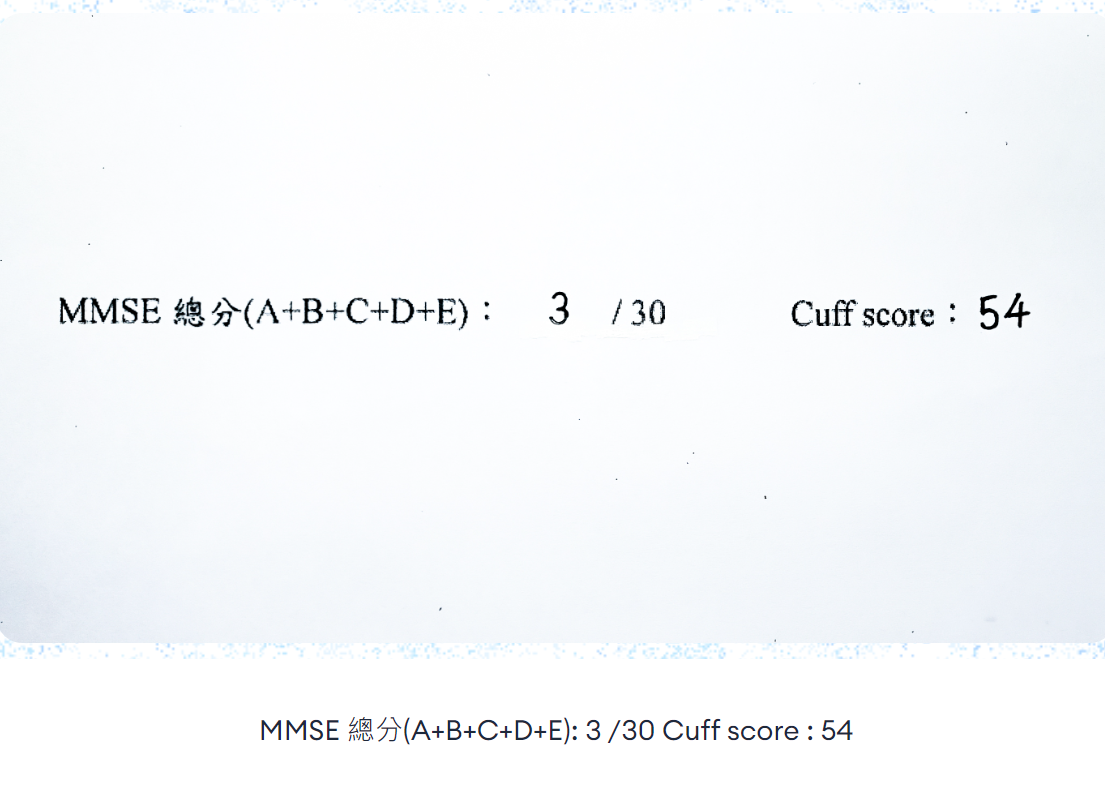 MMSE 總分(A+B+C+D+E)： 3 /30 Cuff score：54
MMSE 總分(A+B+C+D+E): 3 /30 Cuff score : 54